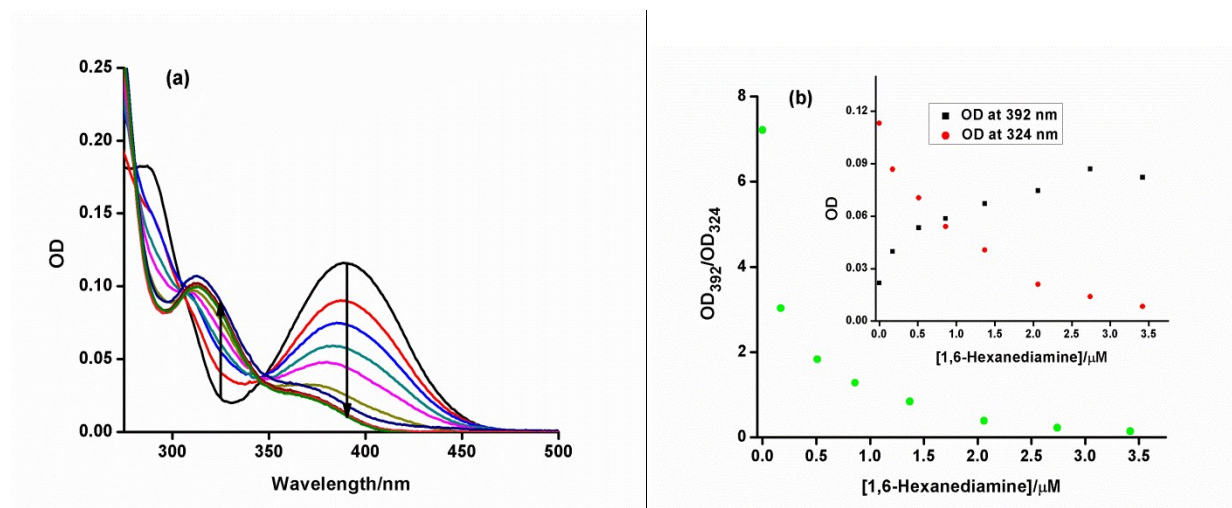 (a)
0.25
0.20
0.15
0.10
0.05
0.00
OD
300 350 400 450 500
Wavelength/nm
(b)
8
6
4
2
0
OD392/OD324
0.0 0.5 1.0 1.5 2.0 2.5 3.0 3.5
[1,6-Hexanediamine]/μM
OD at 392 nm
OD at 324 nm
0.12
0.09
0.06
0.03
0.00
OD
0.0 0.5 1.0 1.5 2.0 2.5 3.0 3.5
[1,6-Hexanediamine]/μM